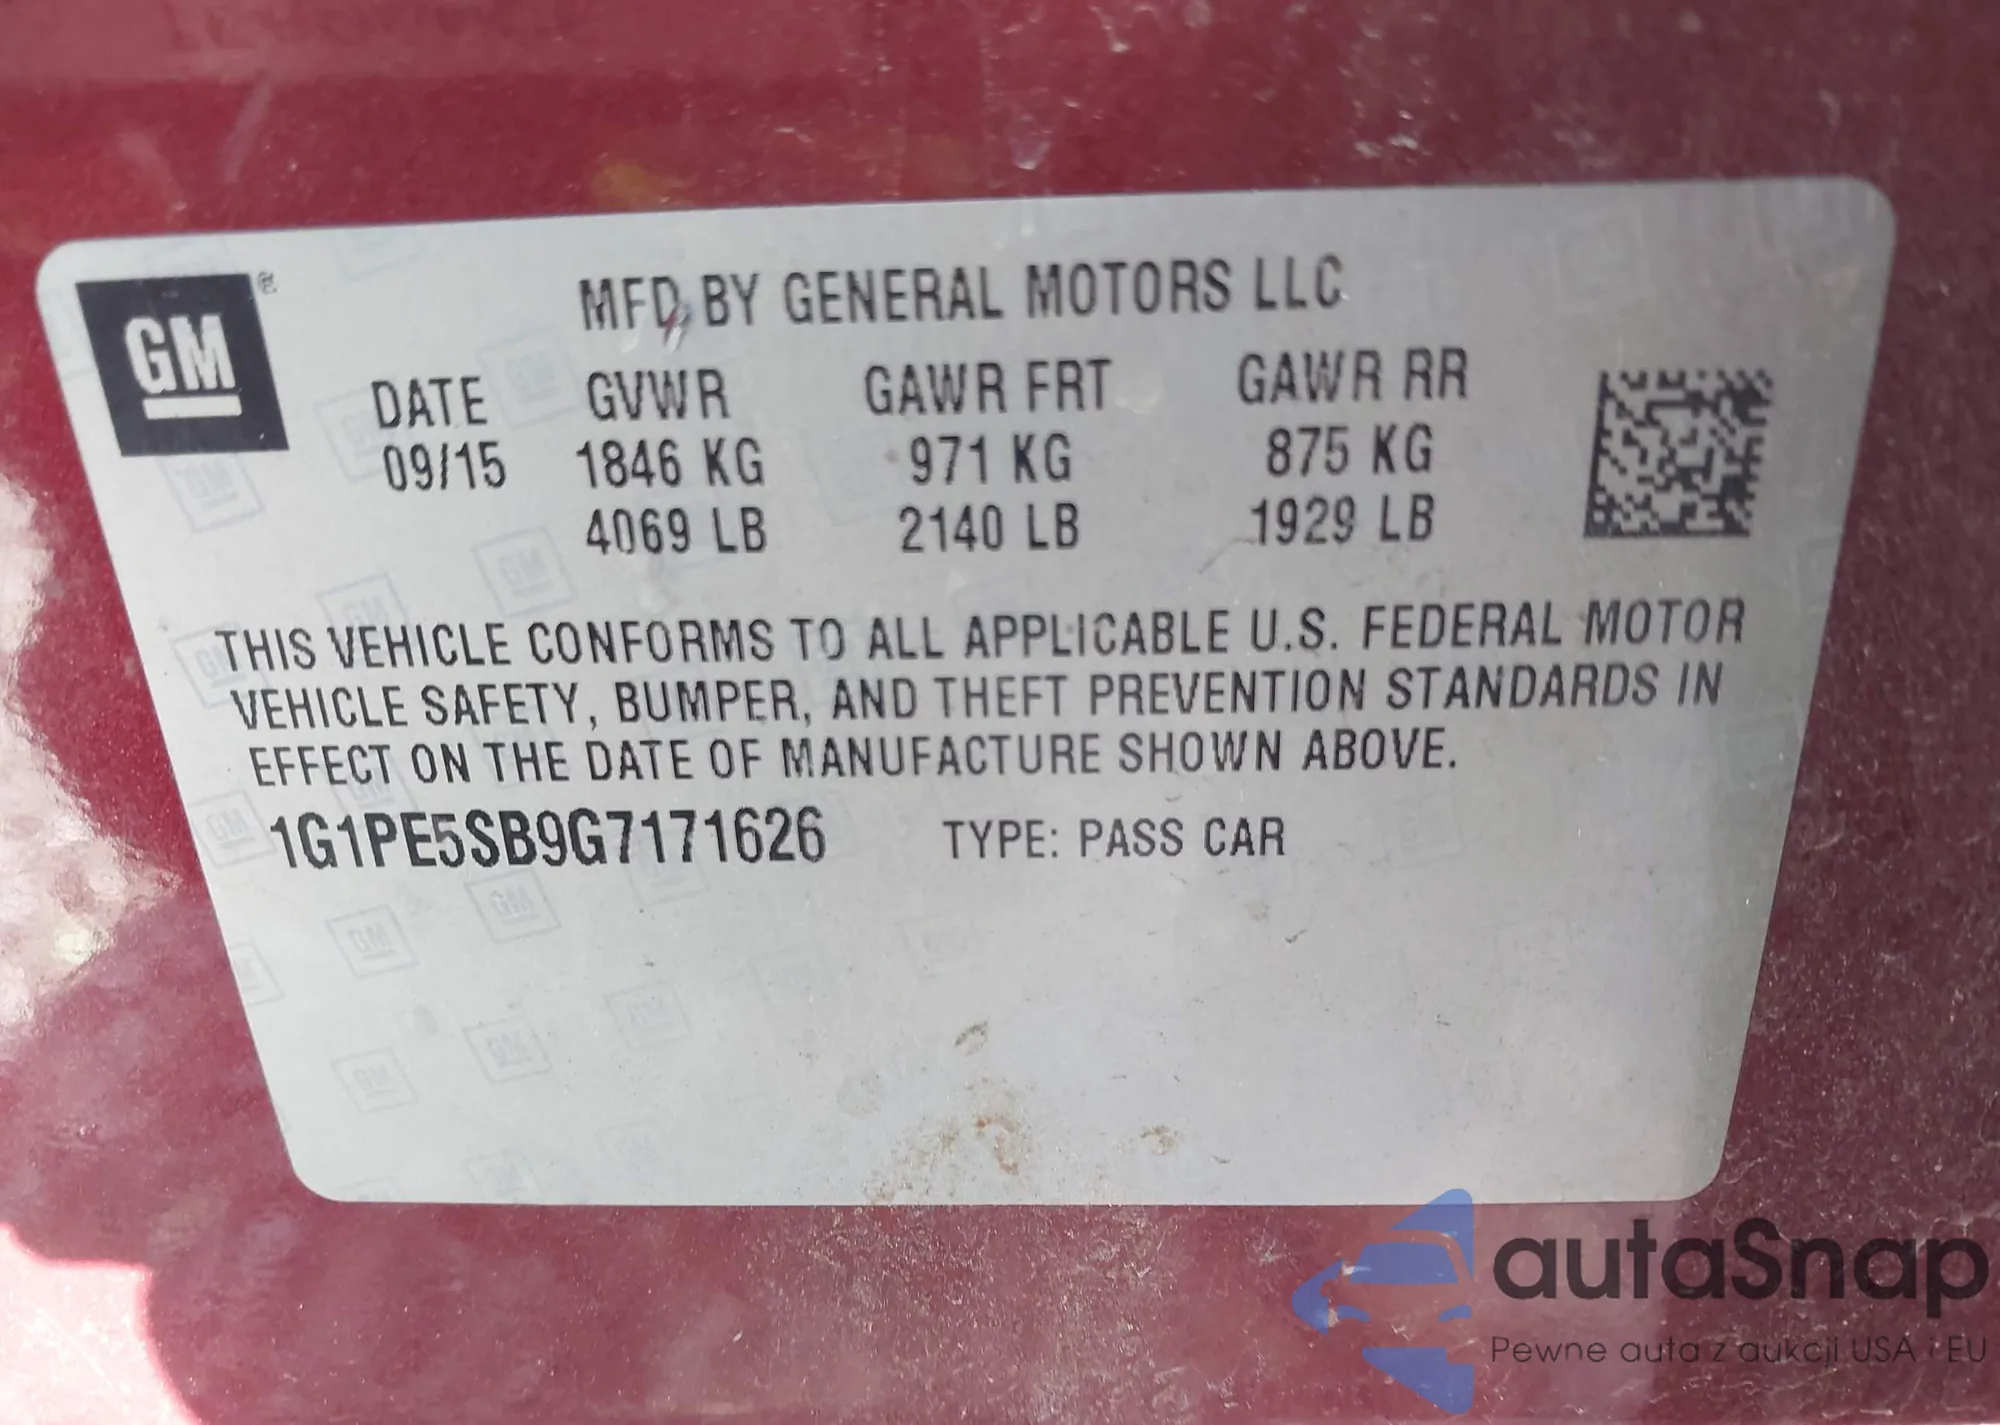 GM ®
MFD BY GENERAL MOTORS LLC
DATE GVWR GAWR FRT GAWR RR
09/15 1846 KG 971 KG 875 KG
4069 LB 2140 LB 1929 LB
THIS VEHICLE CONFORMS TO ALL APPLICABLE U.S. FEDERAL MOTOR
VEHICLE SAFETY, BUMPER, AND THEFT PREVENTION STANDARDS IN
EFFECT ON THE DATE OF MANUFACTURE SHOWN ABOVE.
1G1PE5SB9G7171626 TYPE: PASS CAR
autaSnap
Pewne auta z aukcji USA i EU